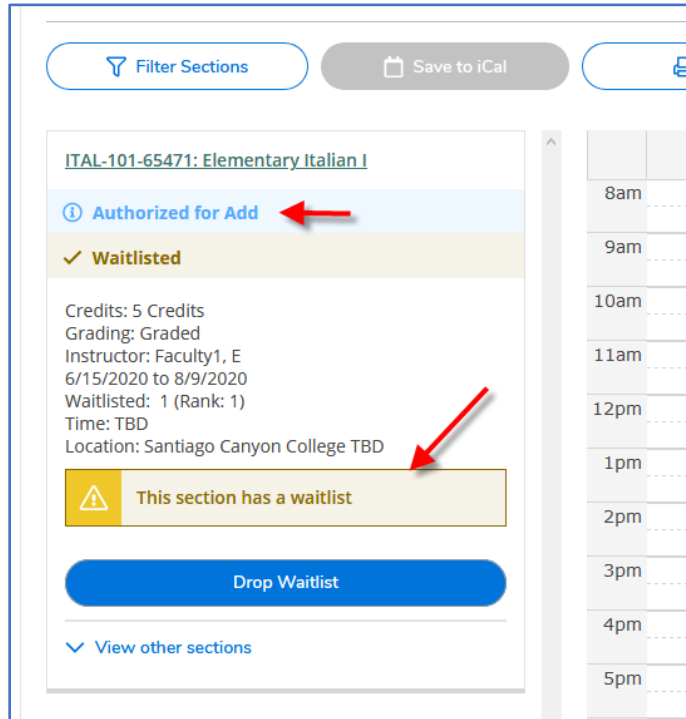 Filter Sections
Save to iCal
ITAL-101-65471: Elementary Italian I
Authorized for Add
Waitlisted
Credits: 5 Credits
Grading: Graded
Instructor: Faculty1, E
6/15/2020 to 8/9/2020
Waitlisted: 1 (Rank: 1)
Time: TBD
Location: Santiago Canyon College TBD
This section has a waitlist
Drop Waitlist
View other sections
8am
9am
10am
11am
12pm
1pm
2pm
3pm
4pm
5pm